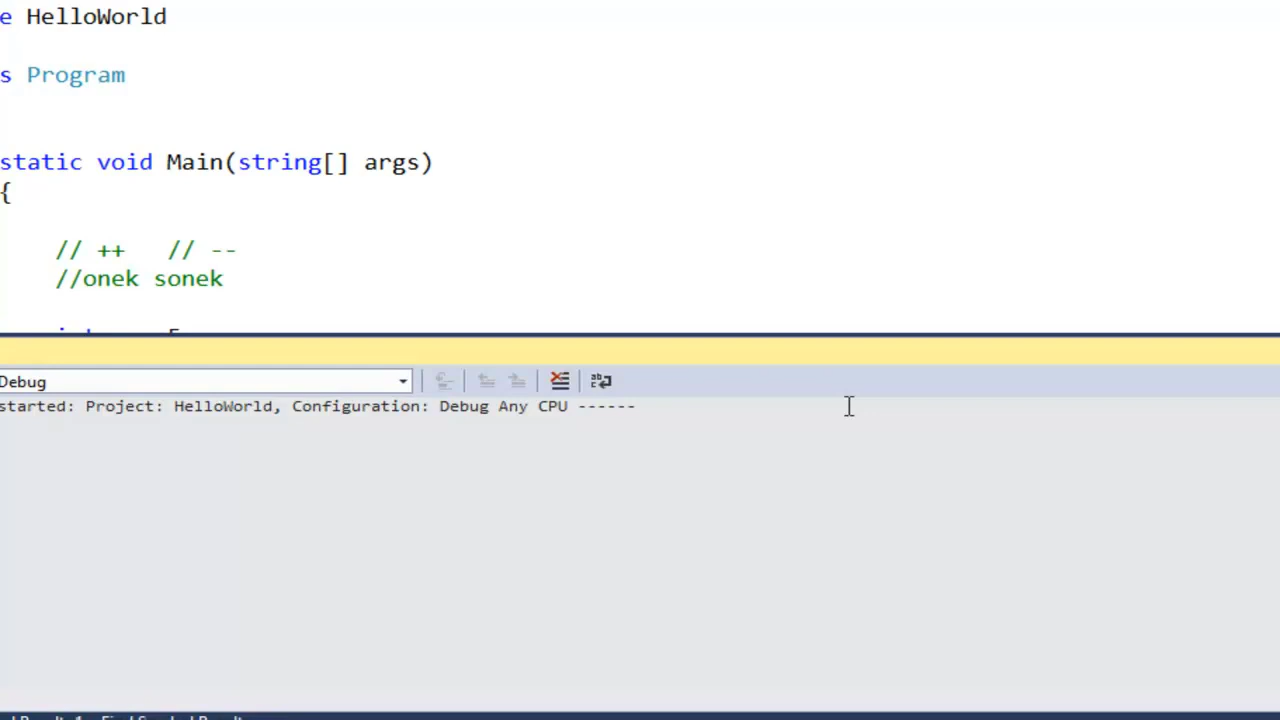 e HelloWorld
s Program
static void Main(string[] args)
{
// ++   // --
//onek sonek
Debug
started: Project: HelloWorld, Configuration: Debug Any CPU ------